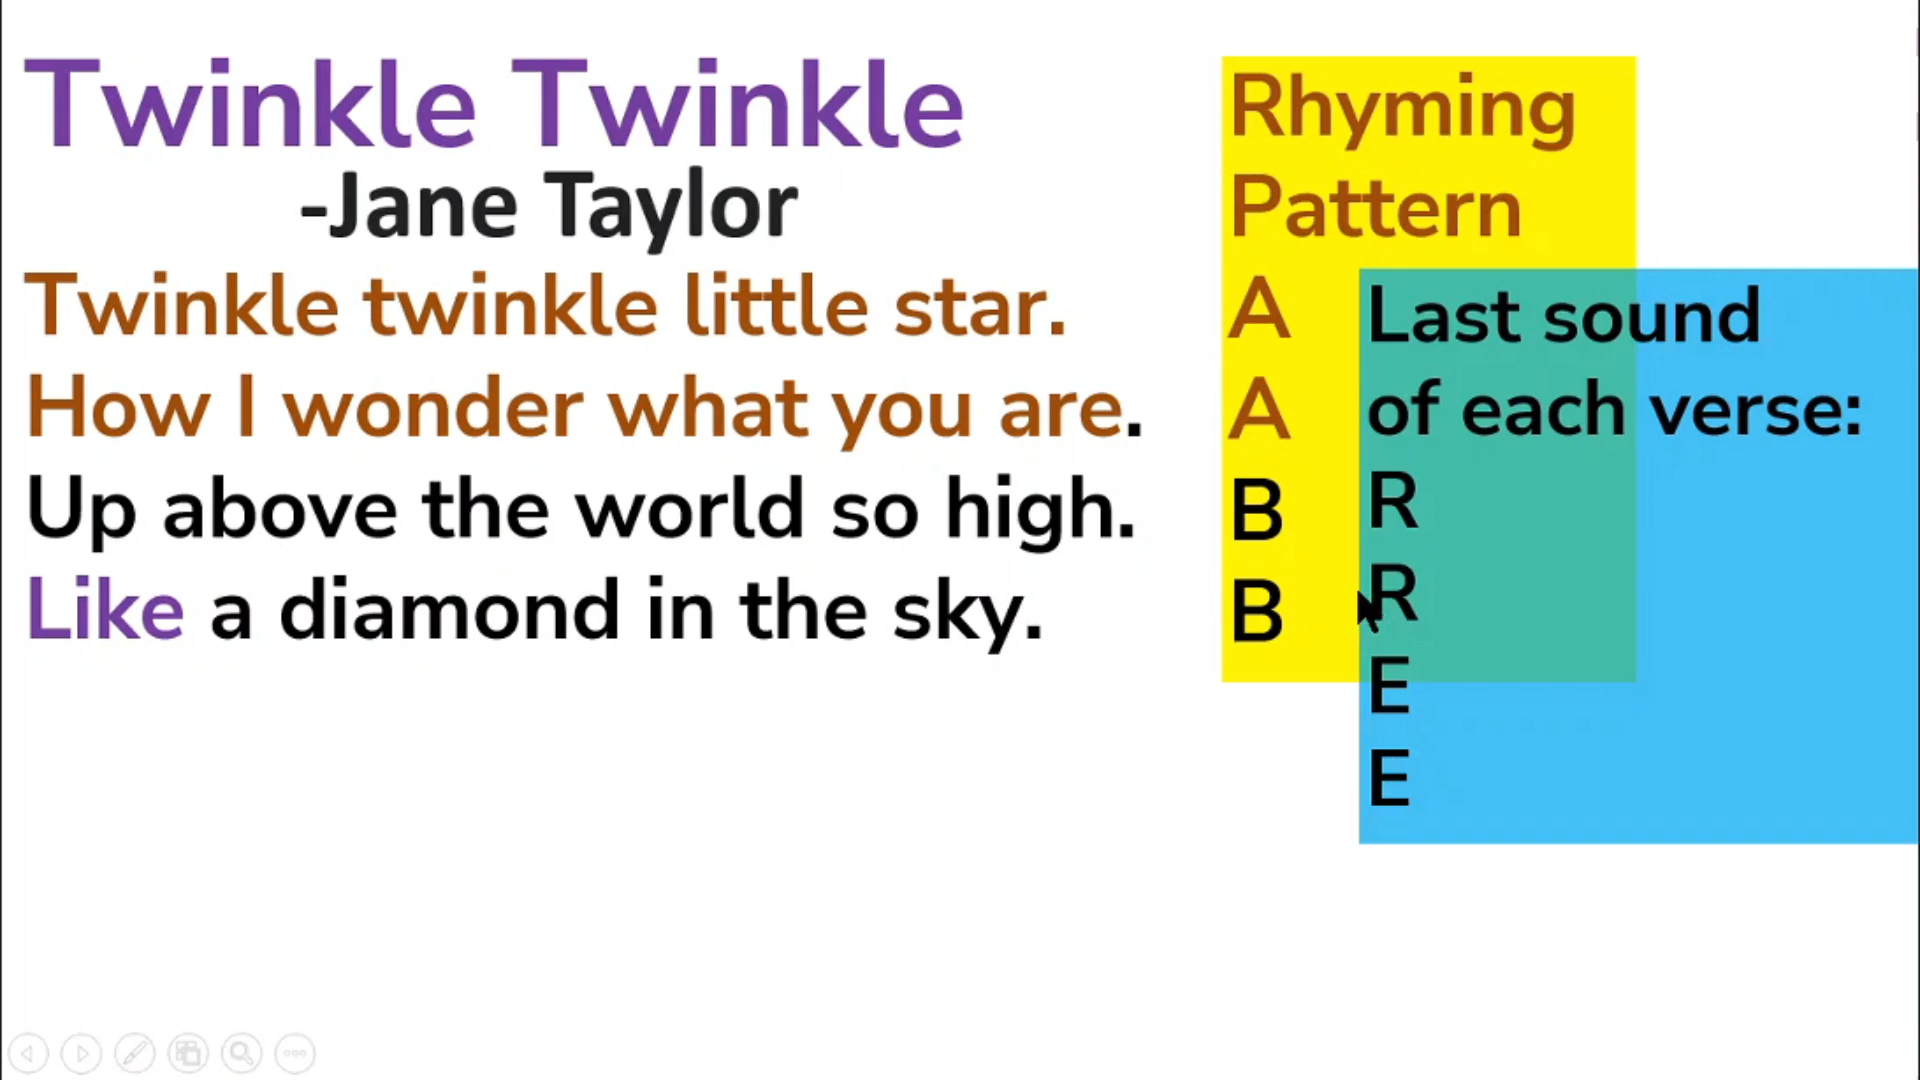 Twinkle Twinkle
-Jane Taylor
Twinkle twinkle little star.
How I wonder what you are.
Up above the world so high.
Like a diamond in the sky.
Rhyming
Pattern
A
A
B
B
Last sound
of each verse:
R
R
E
E